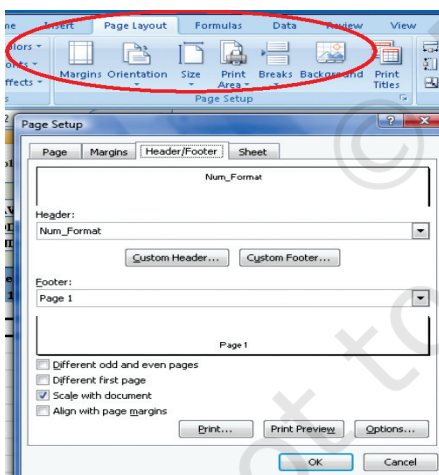 Insert Page Layout Formulas Data Review View
Margins Orientation Size Print Area Breaks Background Print Titles
Page Setup
Page Setup
Page Margins Header/Footer Sheet
Num_Format
Header:
Num_Format
Custom Header... Custom Footer...
Footer:
Page 1
Page 1
Different odd and even pages
Different first page
Scale with document
Align with page margins
Print... Print Preview Options...
OK Cancel